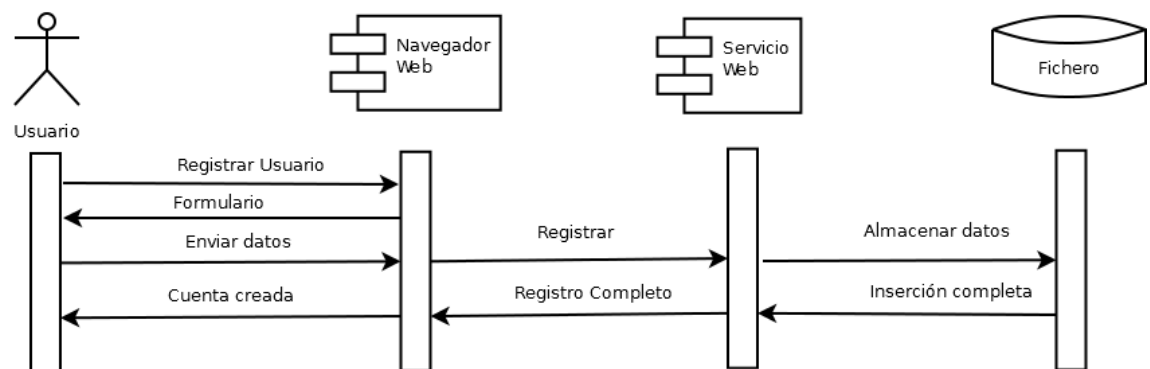 Navegador
Web
Servicio
Web
Fichero
Usuario
Registrar Usuario
Formulario
Enviar datos
Registrar
Almacenar datos
Cuenta creada
Registro Completo
Inserción completa